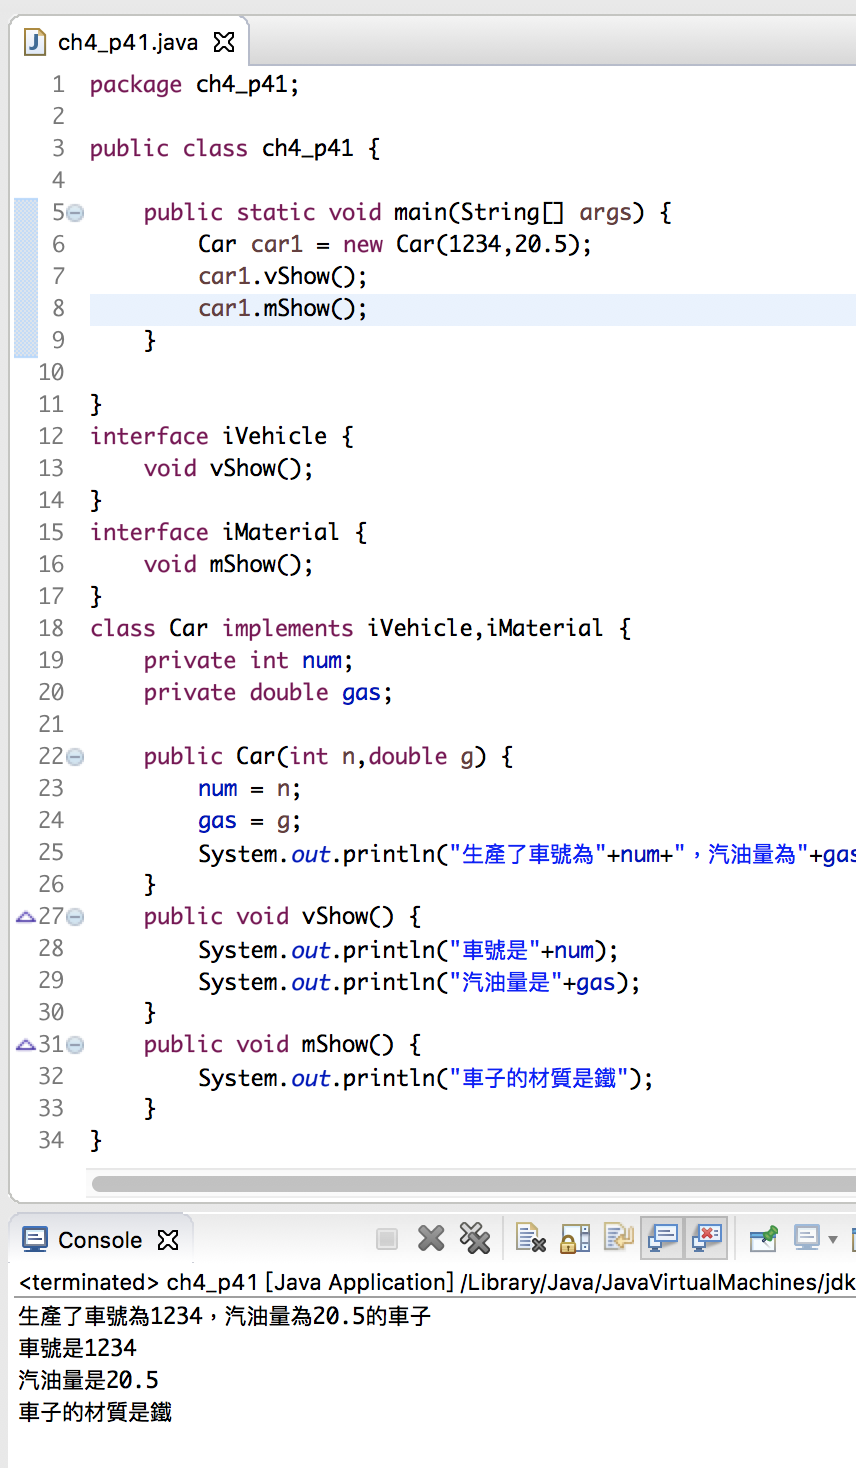 ch4_p41.java
1 package ch4_p41;
2
3 public class ch4_p41 {
4
5 public static void main(String[] args) {
6 Car car1 = new Car(1234,20.5);
7 car1.vShow();
8 car1.mShow();
9 }
10
11 }
12 interface iVehicle {
13 void vShow();
14 }
15 interface iMaterial {
16 void mShow();
17 }
18 class Car implements iVehicle,iMaterial {
19 private int num;
20 private double gas;
21
22 public Car(int n,double g) {
23 num = n;
24 gas = g;
25 System.out.println("生產了車號為"+num+"，汽油量為"+gas
26 }
27 public void vShow() {
28 System.out.println("車號是"+num);
29 System.out.println("汽油量是"+gas);
30 }
31 public void mShow() {
32 System.out.println("車子的材質是鐵");
33 }
34 }
Console
<terminated> ch4_p41 [Java Application] /Library/Java/JavaVirtualMachines/jdk
生產了車號為1234，汽油量為20.5的車子
車號是1234
汽油量是20.5
車子的材質是鐵